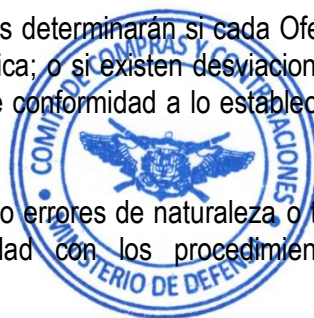 s determinarán si cada Ofe
ica; o si existen desviacion
e conformidad a lo establec
o errores de naturaleza o t
dad con los procedimien
COMITÉ DE COMPRAS Y CONTRATACIONES
MINISTERIO DE DEFENSA